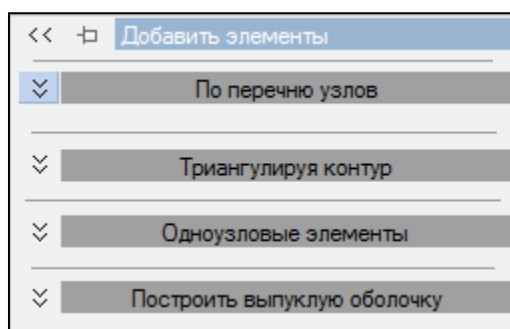 Добавить элементы
По перечню узлов
Триангулируя контур
Одноузловые элементы
Построить выпуклую оболочку